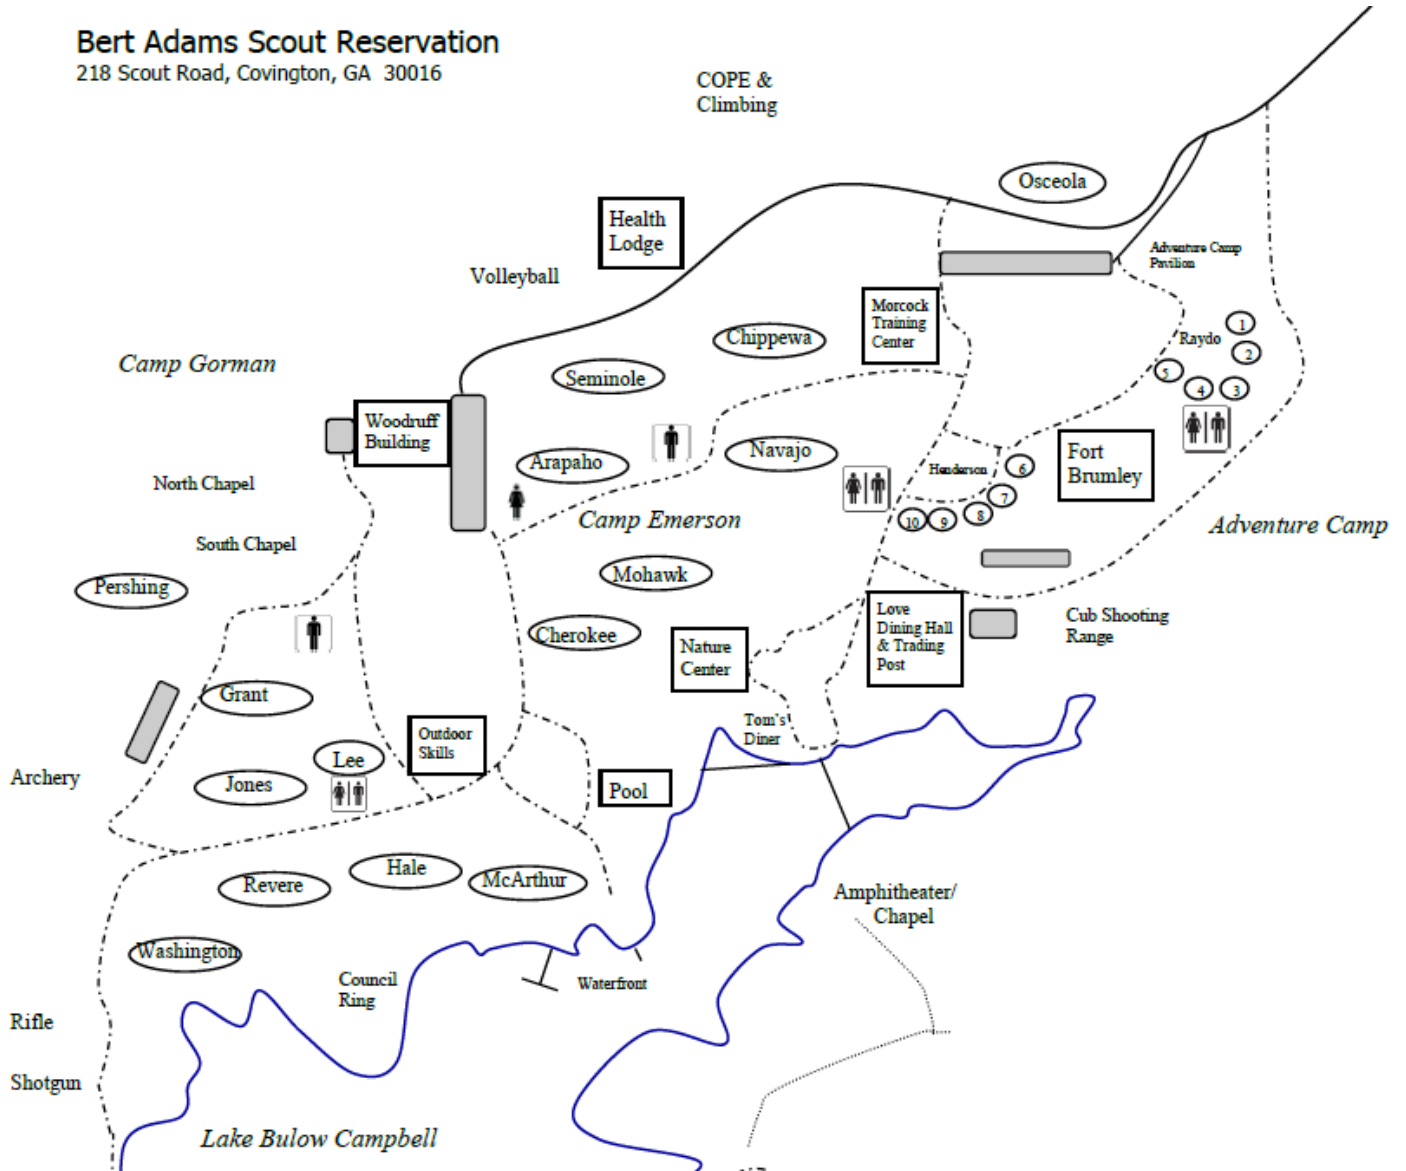 Bert Adams Scout Reservation
218 Scout Road, Covington, GA  30016
COPE &
Climbing
Osceola
Health
Lodge
Volleyball
Adventure Camp
Pavilion
Morcock
Training
Center
Chippewa
Raydo
1
2
3
4
5
Camp Gorman
Seminole
Woodruff
Building
Arapaho
Navajo
Henderson
6
7
8
9
10
Fort
Brumley
North Chapel
Camp Emerson
Adventure Camp
South Chapel
Pershing
Mohawk
Cherokee
Nature
Center
Love
Dining Hall
& Trading
Post
Cub Shooting
Range
Grant
Outdoor
Skills
Tom's
Diner
Lee
Archery
Jones
Pool
Revere
Hale
McArthur
Amphitheater/
Chapel
Washington
Council
Ring
Waterfront
Rifle
Shotgun
Lake Bulow Campbell